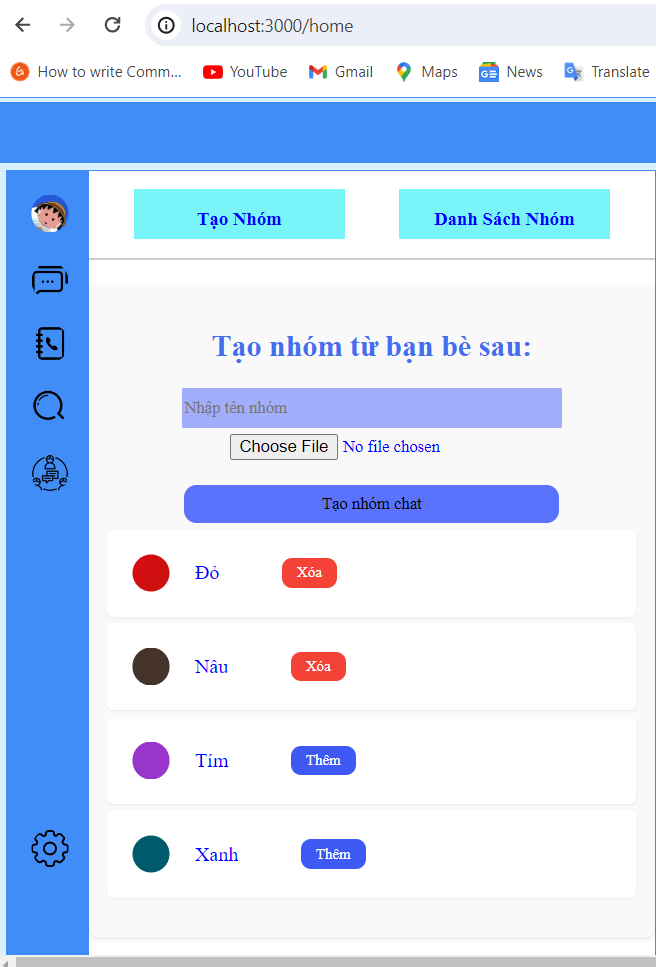 localhost:3000/home
How to write Comm... YouTube Gmail Maps News Translate
Tạo Nhóm Danh Sách Nhóm
Tạo nhóm từ bạn bè sau:
Nhập tên nhóm
Choose File No file chosen
Tạo nhóm chat
Đỏ Xóa
Nâu Xóa
Tím Thêm
Xanh Thêm